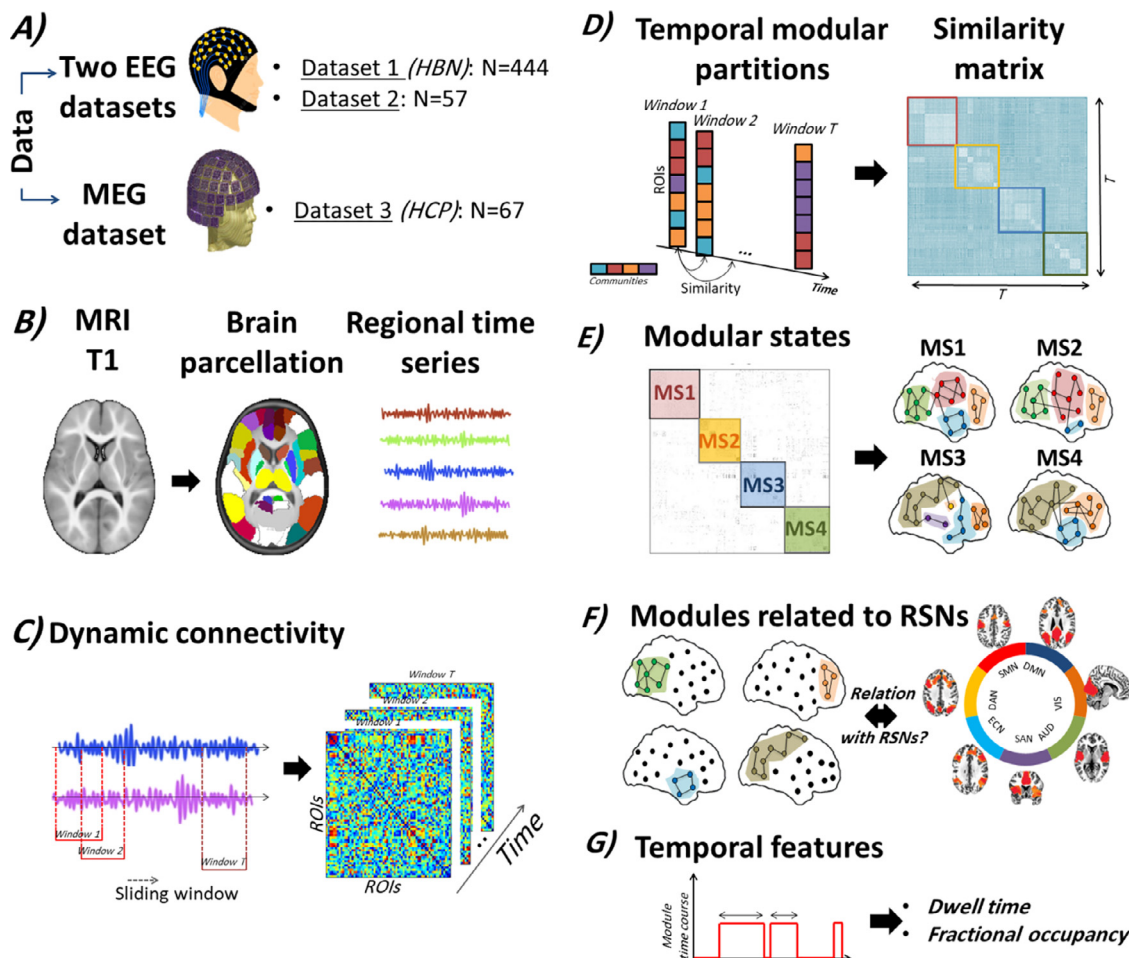 A)
Data
Two EEG
datasets
• Dataset 1 (HBN): N=444
• Dataset 2: N=57
MEG
dataset
• Dataset 3 (HCP): N=67
B)
MRI
T1
Brain
parcellation
Regional time
series
C) Dynamic connectivity
Window 1
Window 2
Window T
Sliding window
Window T
Window 2
Window 1
ROIs
ROIs
...
Time
D) Temporal modular
partitions
Similarity
matrix
Window 1
Window 2
Window T
ROIs
...
Communities
Similarity
Time
T
T
E) Modular states
MS1
MS2
MS3
MS4
MS1 MS2
MS3 MS4
F) Modules related to RSNs
Relation
with RSNs?
DMN
VIS
AUD
SAN
ECN
DAN
SMN
G) Temporal features
Module
time course
• Dwell time
• Fractional occupancy